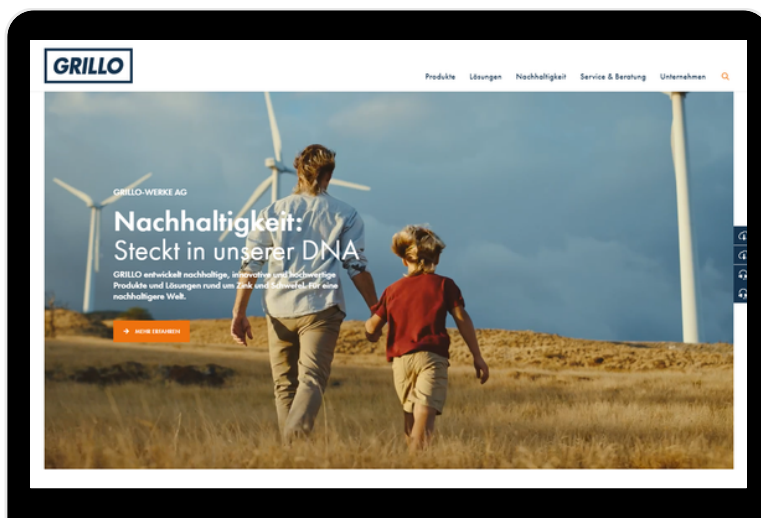 GRILLO
Produkte Lösungen Nachhaltigkeit Service & Beratung Unternehmen
GRILLO-WERKE AG
Nachhaltigkeit:
Steckt in unserer DNA
GRILLO entwickelt nachhaltige, innovative und hochwertige
Produkte und Lösungen rund um Zink und Schwefel. Für eine
nachhaltigere Welt.
MEHR ERFAHREN